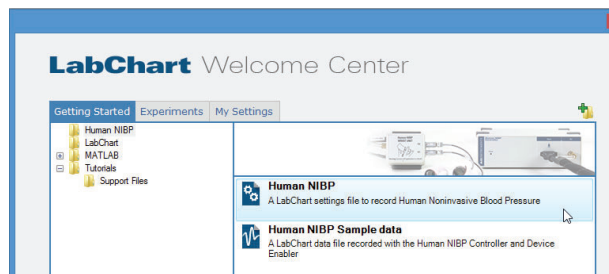 LabChart Welcome Center
Getting Started Experiments My Settings
Human NIBP
LabChart
MATLAB
Tutorials
Support Files
Human NIBP
A LabChart settings file to record Human Noninvasive Blood Pressure
Human NIBP Sample data
A LabChart data file recorded with the Human NIBP Controller and Device
Enabler